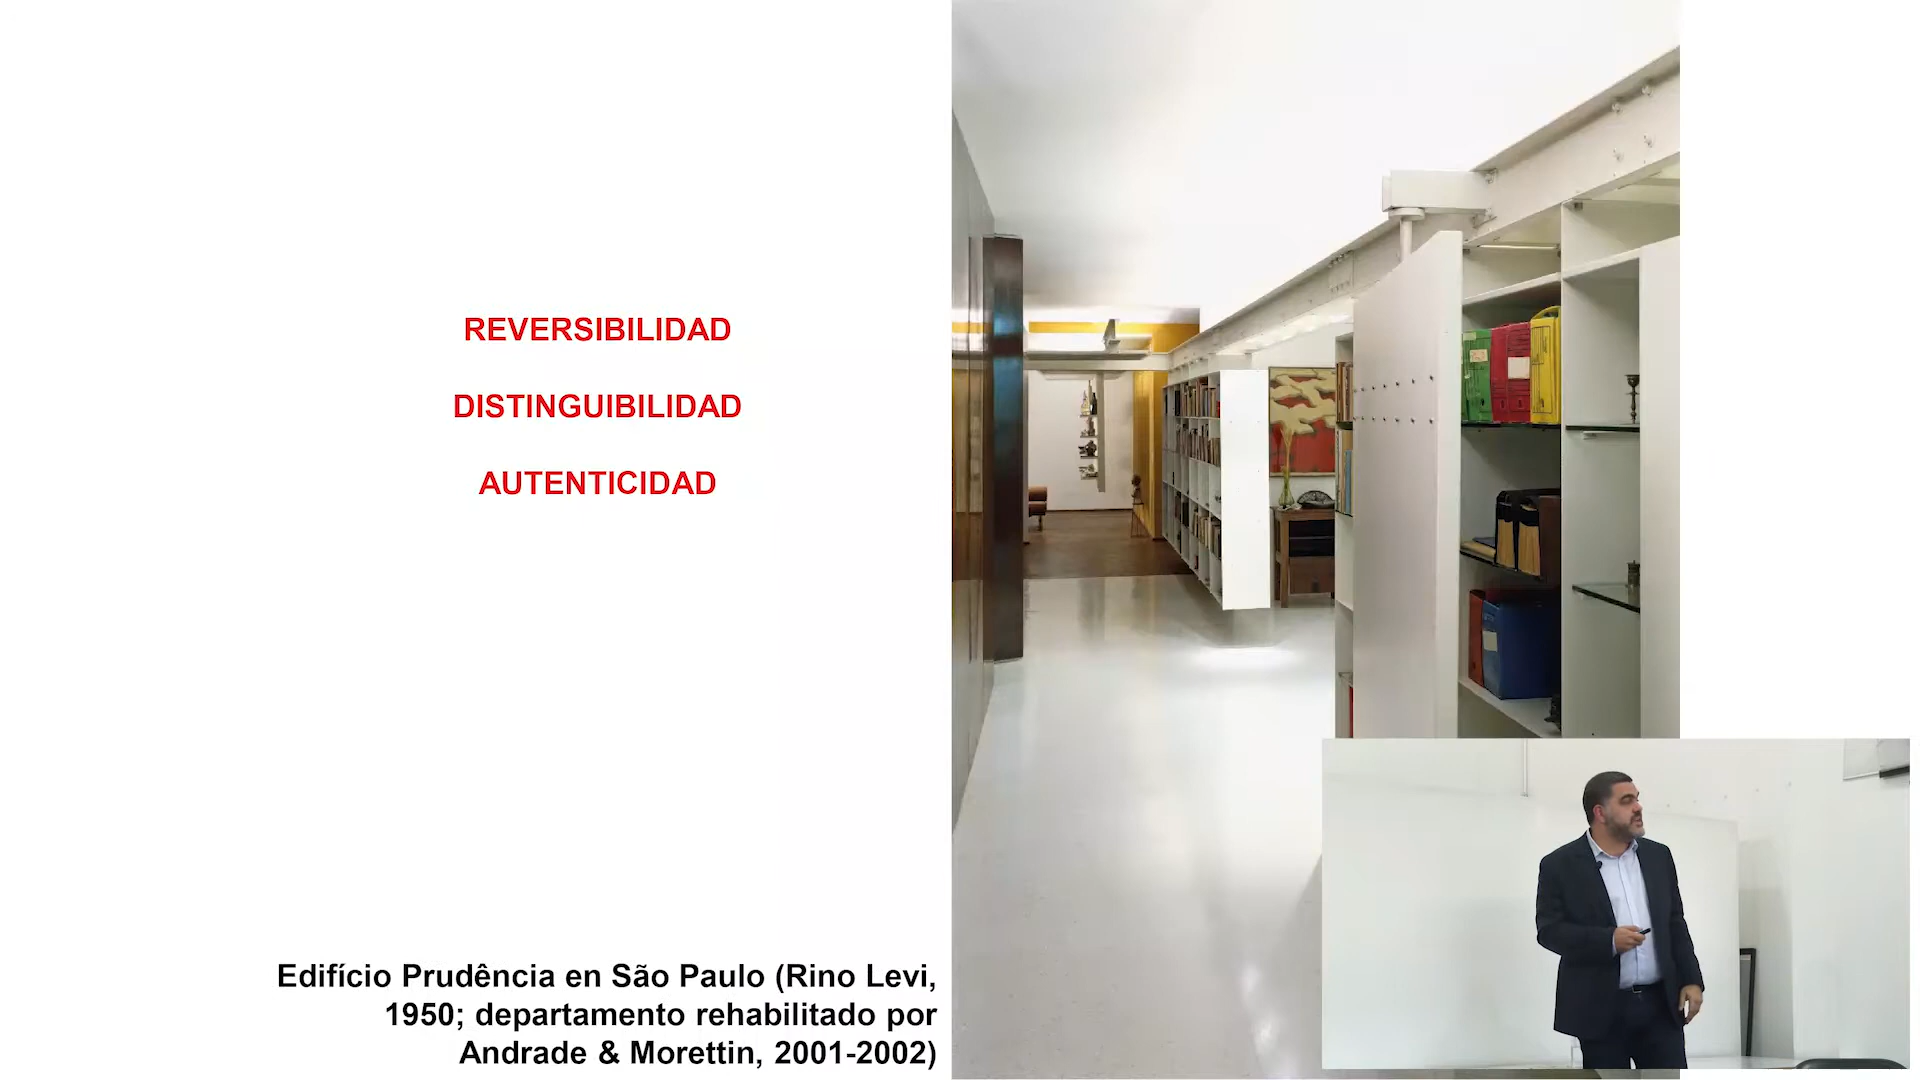 REVERSIBILIDAD
DISTINGUIBILIDAD
AUTENTICIDAD
Edifício Prudência en São Paulo (Rino Levi,
1950; departamento rehabilitado por
Andrade & Morettin, 2001-2002)